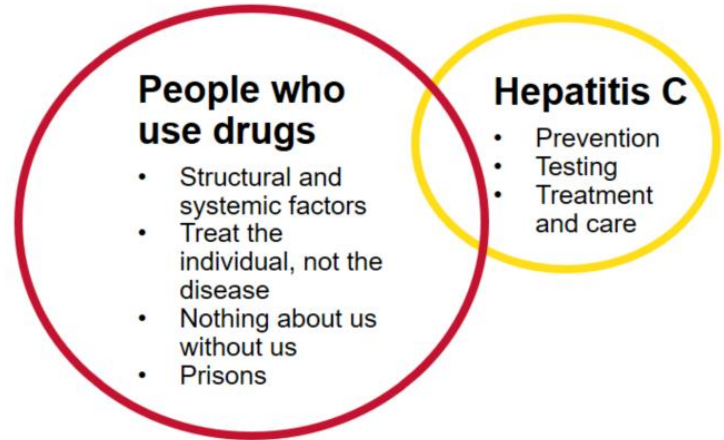 People who
use drugs
• Structural and
systemic factors
• Treat the
individual, not the
disease
• Nothing about us
without us
• Prisons
Hepatitis C
• Prevention
• Testing
• Treatment
and care